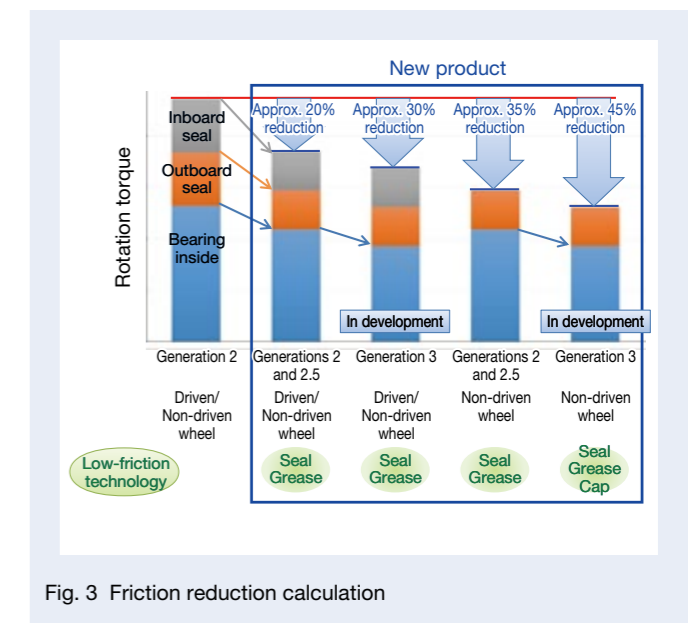 New product
Approx. 20%
reduction
Approx. 30%
reduction
Approx. 35%
reduction
Approx. 45%
reduction
Inboard
seal
Outboard
seal
Bearing
inside
Rotation torque
In development
In development
Generation 2
Generations 2
and 2.5
Generation 3
Generations 2
and 2.5
Generation 3
Driven/
Non-driven
wheel
Driven/
Non-driven
wheel
Driven/
Non-driven
wheel
Non-driven
wheel
Non-driven
wheel
Low-friction
technology
Seal
Grease
Seal
Grease
Seal
Grease
Seal
Grease
Cap
Fig. 3 Friction reduction calculation